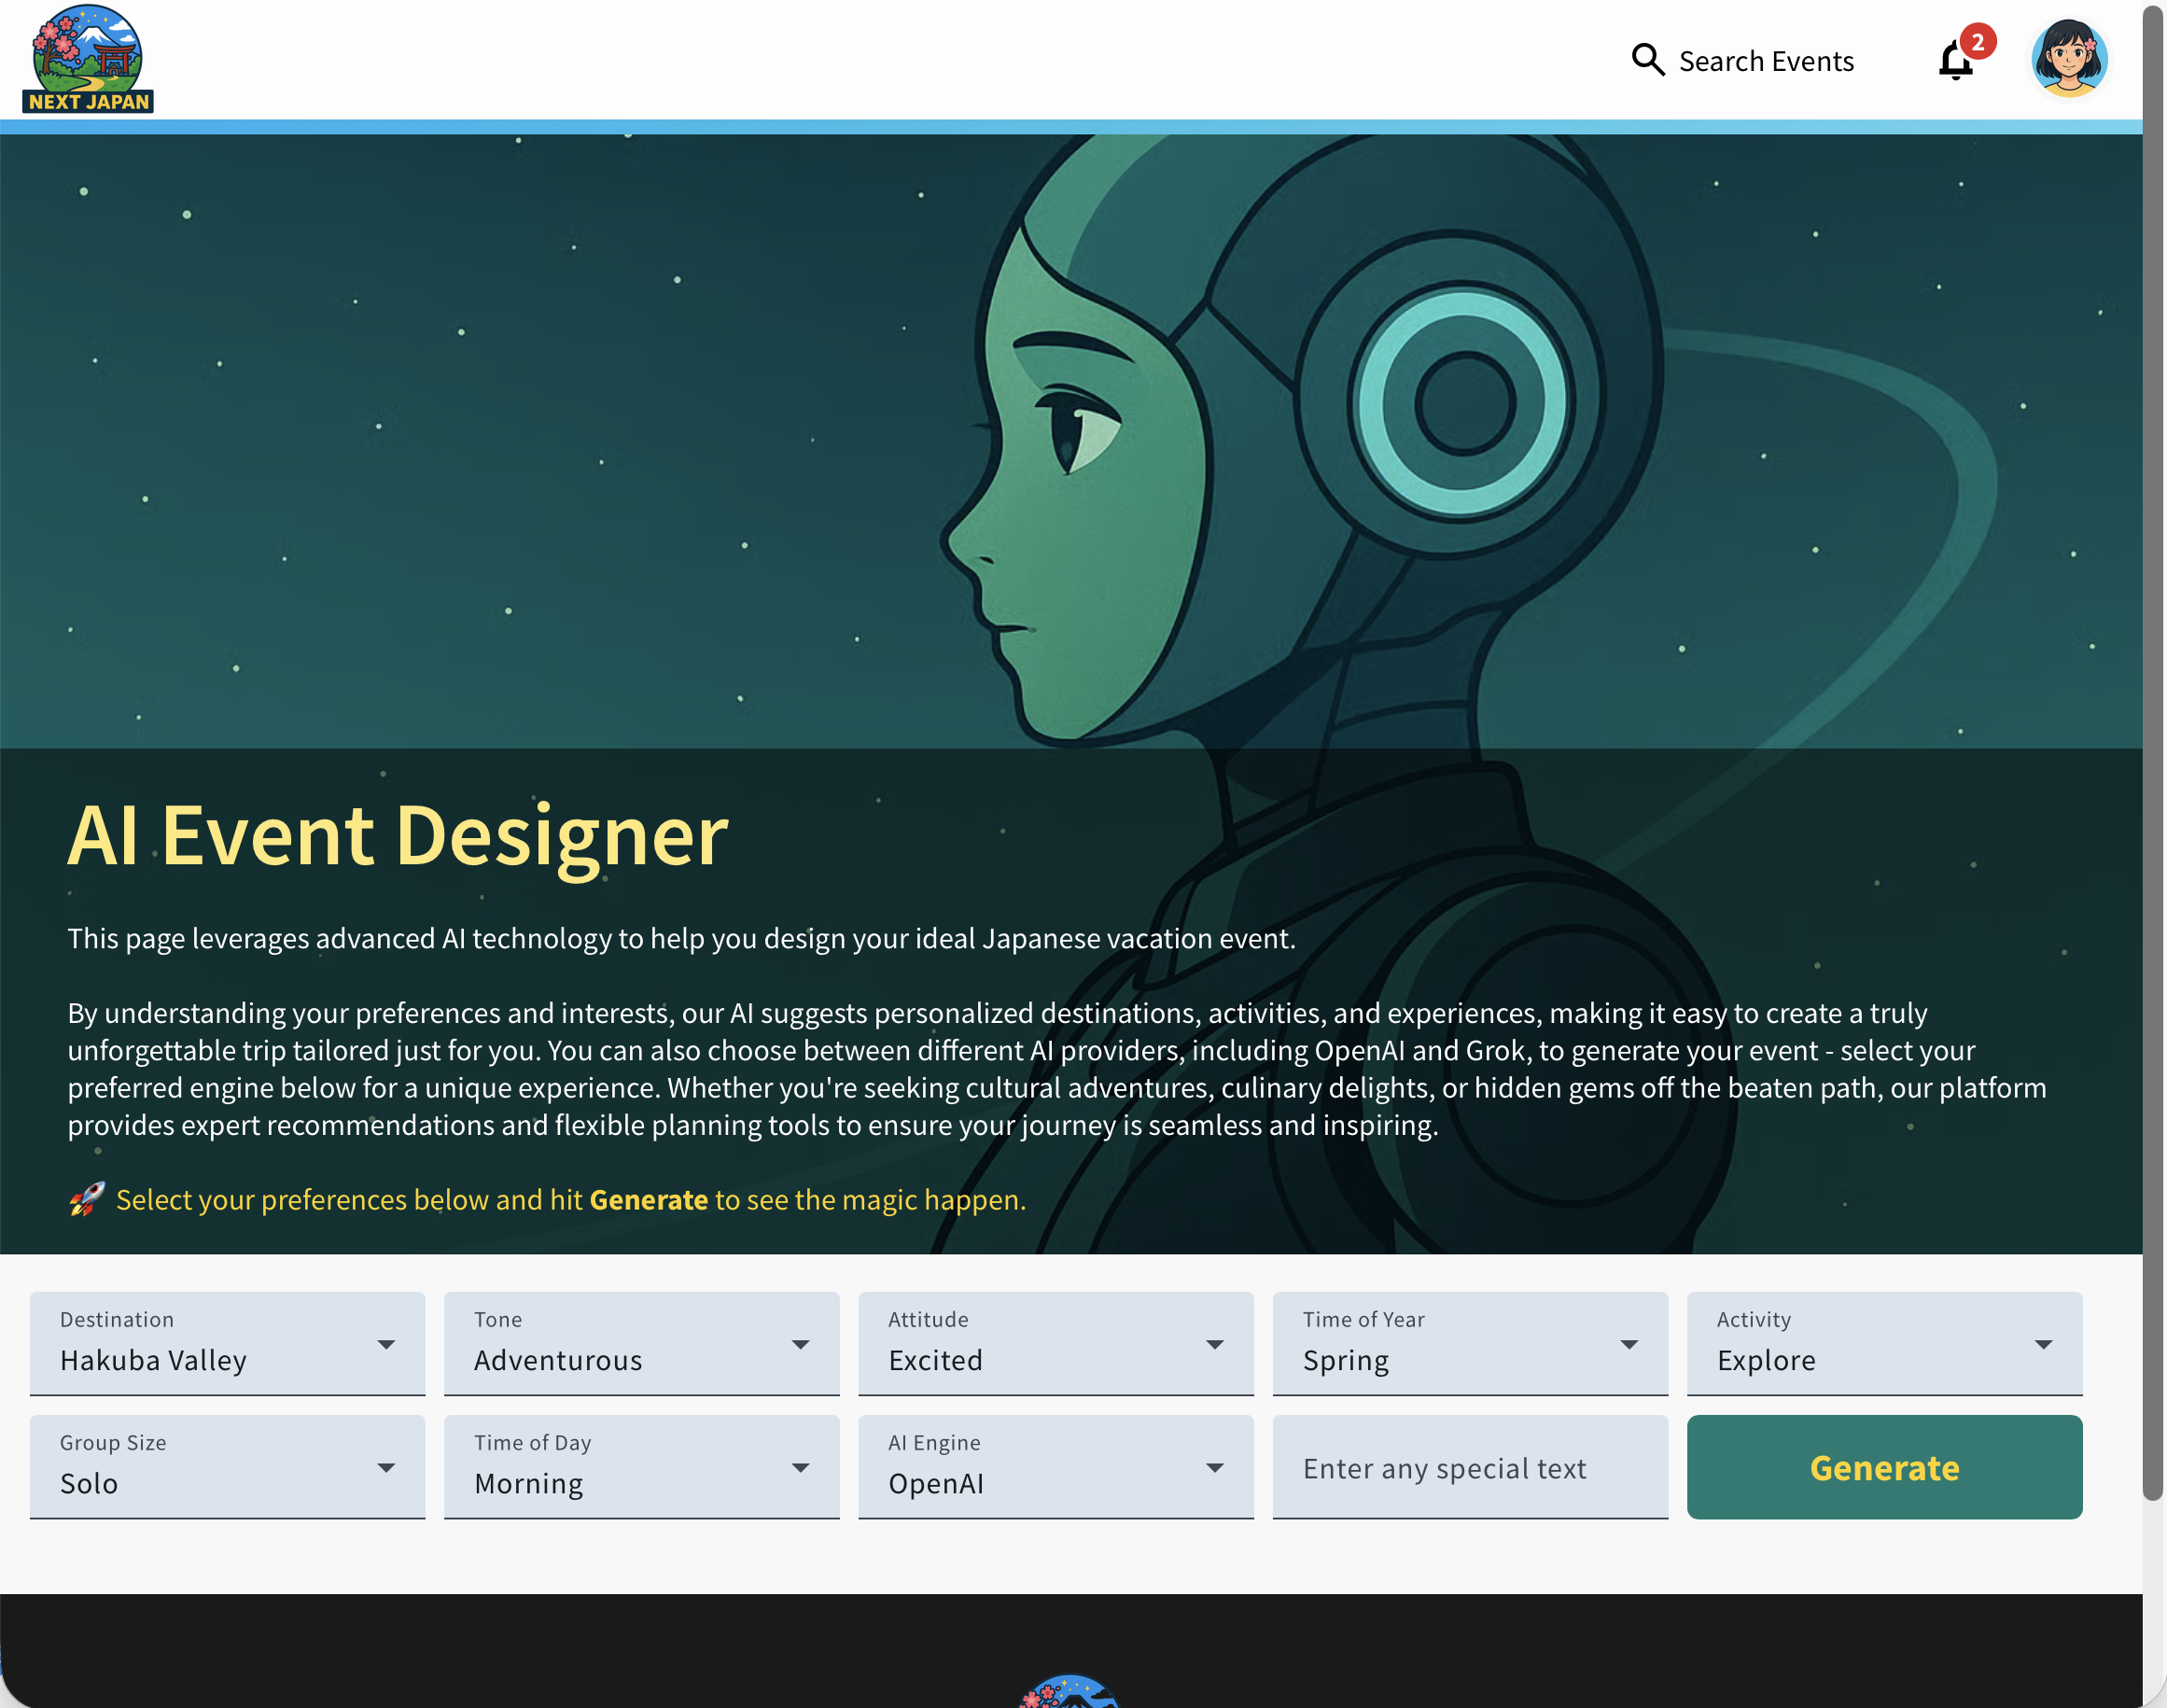 NEXT JAPAN
Search Events
2
AI Event Designer
This page leverages advanced AI technology to help you design your ideal Japanese vacation event.
By understanding your preferences and interests, our AI suggests personalized destinations, activities, and experiences, making it easy to create a truly
unforgettable trip tailored just for you. You can also choose between different AI providers, including OpenAI and Grok, to generate your event - select your
preferred engine below for a unique experience. Whether you're seeking cultural adventures, culinary delights, or hidden gems off the beaten path, our platform
provides expert recommendations and flexible planning tools to ensure your journey is seamless and inspiring.
🚀 Select your preferences below and hit Generate to see the magic happen.
Destination
Hakuba Valley
Tone
Adventurous
Attitude
Excited
Time of Year
Spring
Activity
Explore
Group Size
Solo
Time of Day
Morning
AI Engine
OpenAI
Enter any special text
Generate